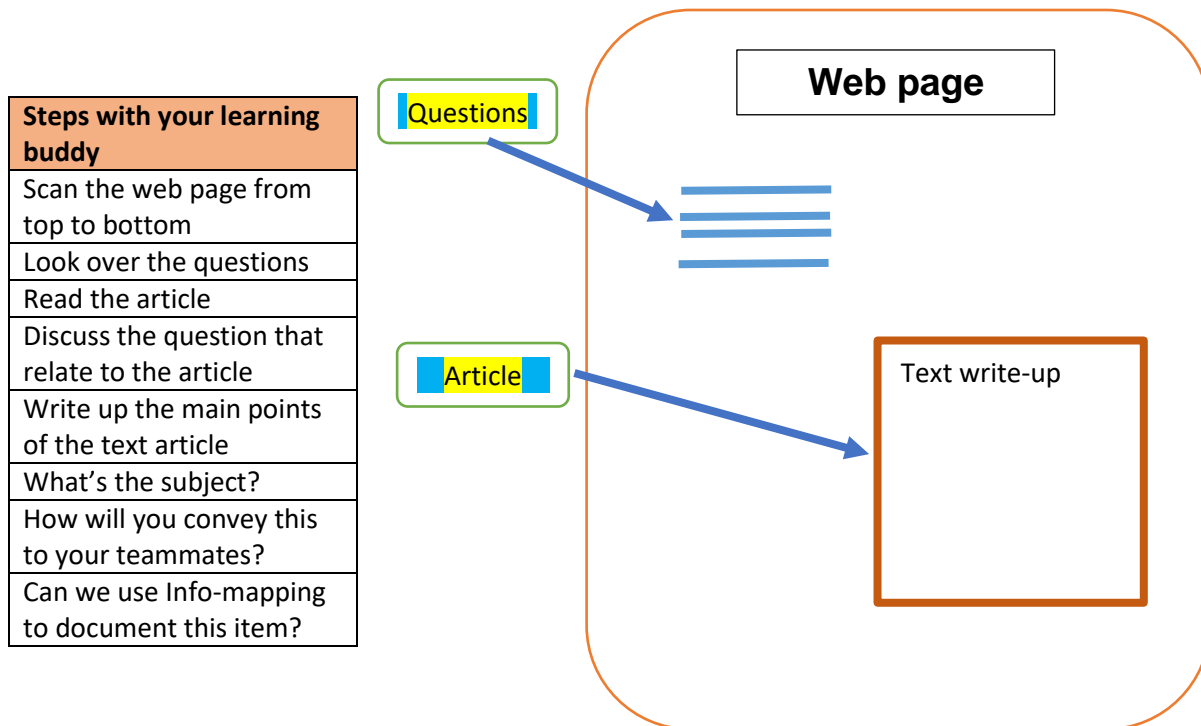 Steps with your learning
buddy
Scan the web page from
top to bottom
Look over the questions
Read the article
Discuss the question that
relate to the article
Write up the main points
of the text article
What's the subject?
How will you convey this
to your teammates?
Can we use Info-mapping
to document this item?
Questions
Article
Web page
Text write-up